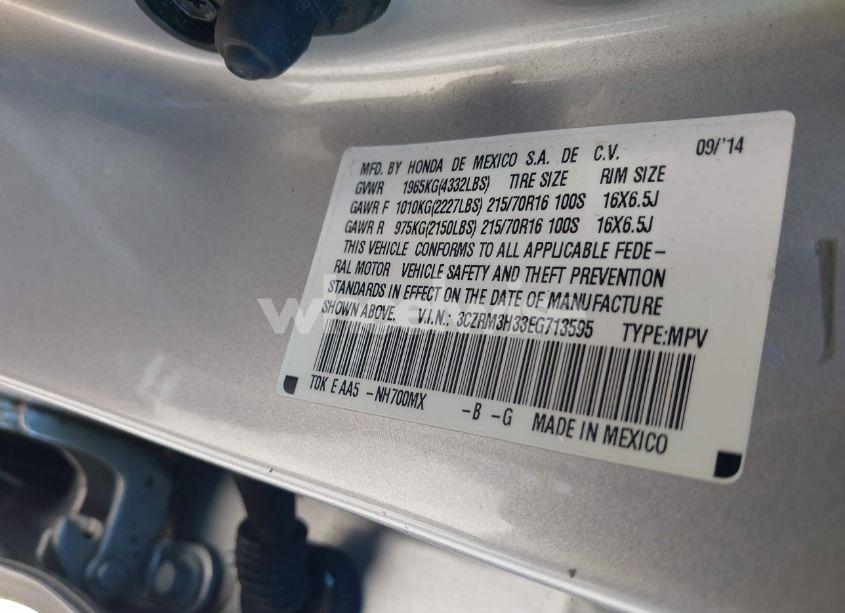 MFD. BY HONDA DE MEXICO S.A. DE C.V. 09/'14
GVWR 1965KG(4332LBS) TIRE SIZE RIM SIZE
GAWR F 1010KG(2227LBS) 215/70R16 100S 16X6.5J
GAWR R 975KG(2150LBS) 215/70R16 100S 16X6.5J
THIS VEHICLE CONFORMS TO ALL APPLICABLE FEDE-
RAL MOTOR VEHICLE SAFETY AND THEFT PREVENTION
STANDARDS IN EFFECT ON THE DATE OF MANUFACTURE
SHOWN ABOVE. V.I.N.: 3CZRM3H33EG713595 TYPE:MPV
T0X E AA5 -NH700MX -B -G MADE IN MEXICO